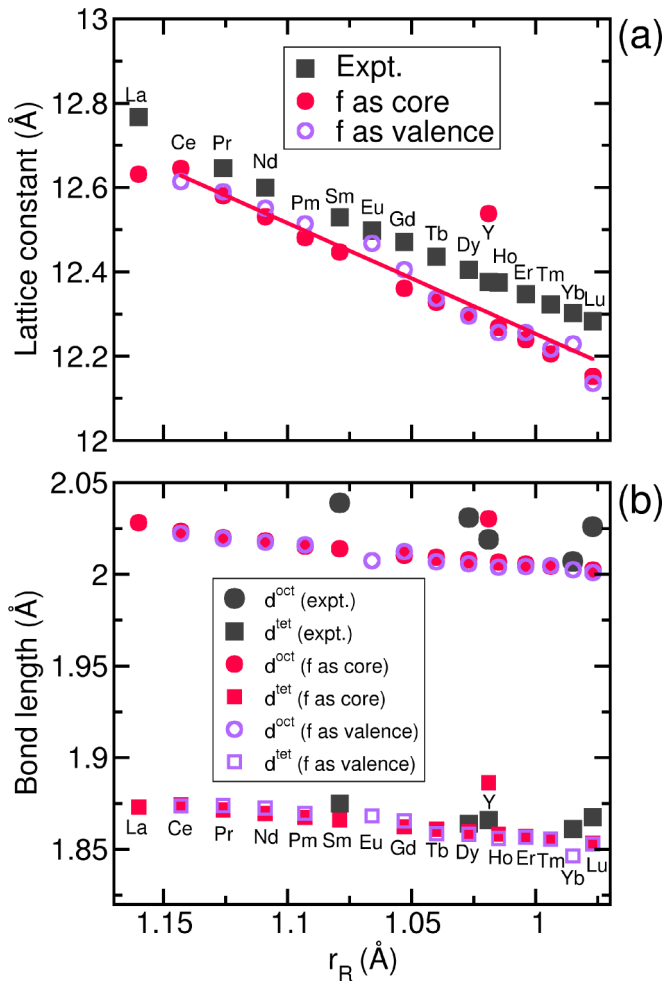 (a)
13
12.8
12.6
12.4
12.2
12
Lattice constant (Å)
Expt.
f as core
f as valence
La
Ce
Pr
Nd
Pm
Sm
Eu
Gd
Tb
Dy
Y
Ho
Er
Tm
Yb
Lu
(b)
2.05
2
1.95
1.9
1.85
Bond length (Å)
d^oct (expt.)
d^tet (expt.)
d^oct (f as core)
d^tet (f as core)
d^oct (f as valence)
d^tet (f as valence)
La
Ce
Pr
Nd
Pm
Sm
Eu
Gd
Tb
Dy
Y
Ho
Er
Tm
Yb
Lu
1.15
1.1
1.05
1
r_R (Å)